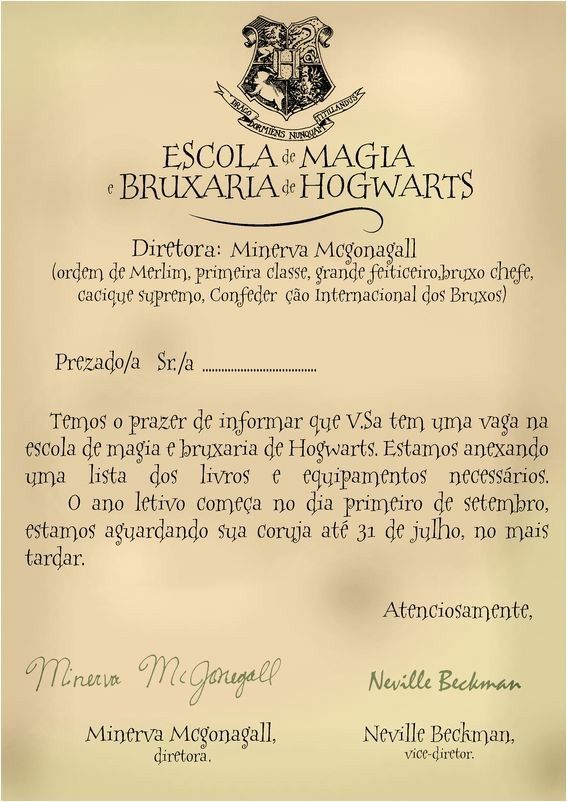 DRACO
DORMIENS NUNQUAM
TITILLANDUS
ESCOLA de MAGIA
e BRUXARIA de HOGWARTS
Diretora: Minerva Mcgonagall
(ordem de Merlim, primeira classe, grande feiticeiro,bruxo chefe,
cacique supremo, Confeder ção Internacional dos Bruxos)
Prezado/a Sr./a ....................................
Temos o prazer de informar que V.Sa tem uma vaga na
escola de magia e bruxaria de Hogwarts. Estamos anexando
uma lista dos livros e equipamentos necessários.
O ano letivo começa no dia primeiro de setembro,
estamos aguardando sua coruja até 31 de julho, no mais
tardar.
Atenciosamente,
Minerva McGonegall
Neville Beckman
Minerva Mcgonagall,
diretora.
Neville Beckman,
vice-diretor.